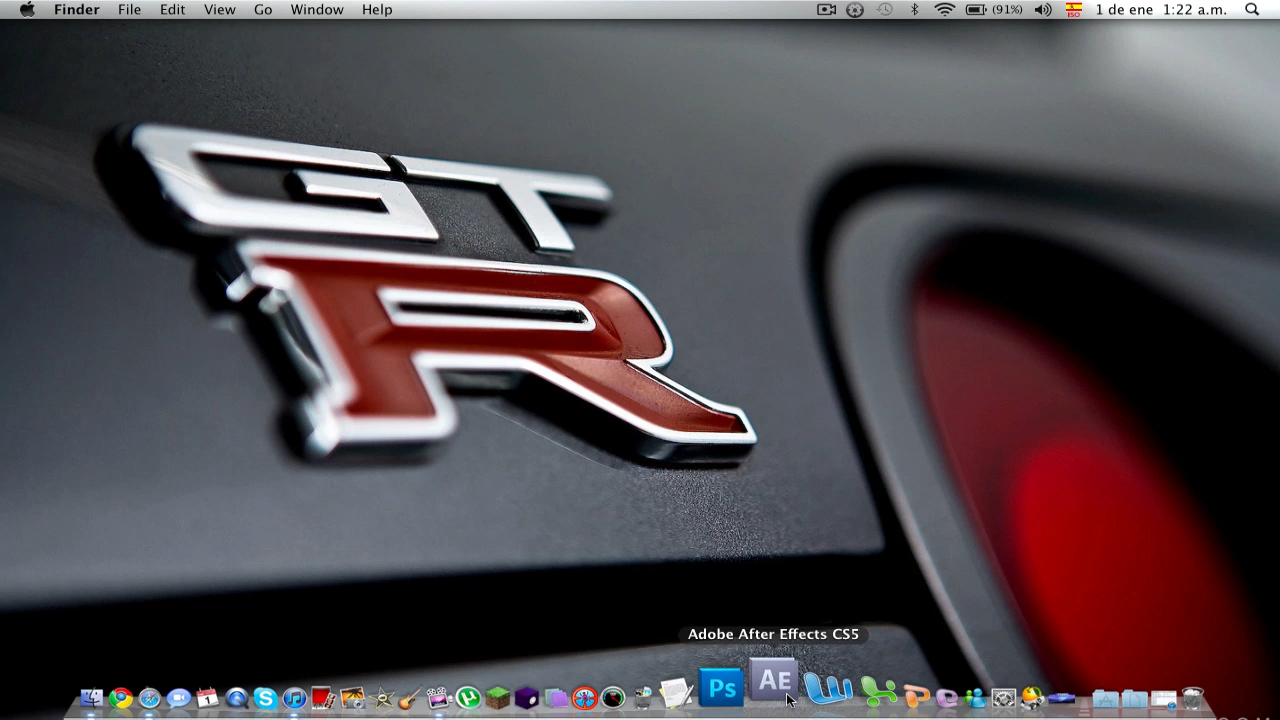 Finder File Edit View Go Window Help (91%) ISO 1 de ene 1:22 a.m.
GT
R
Adobe After Effects CS5
Ps AE